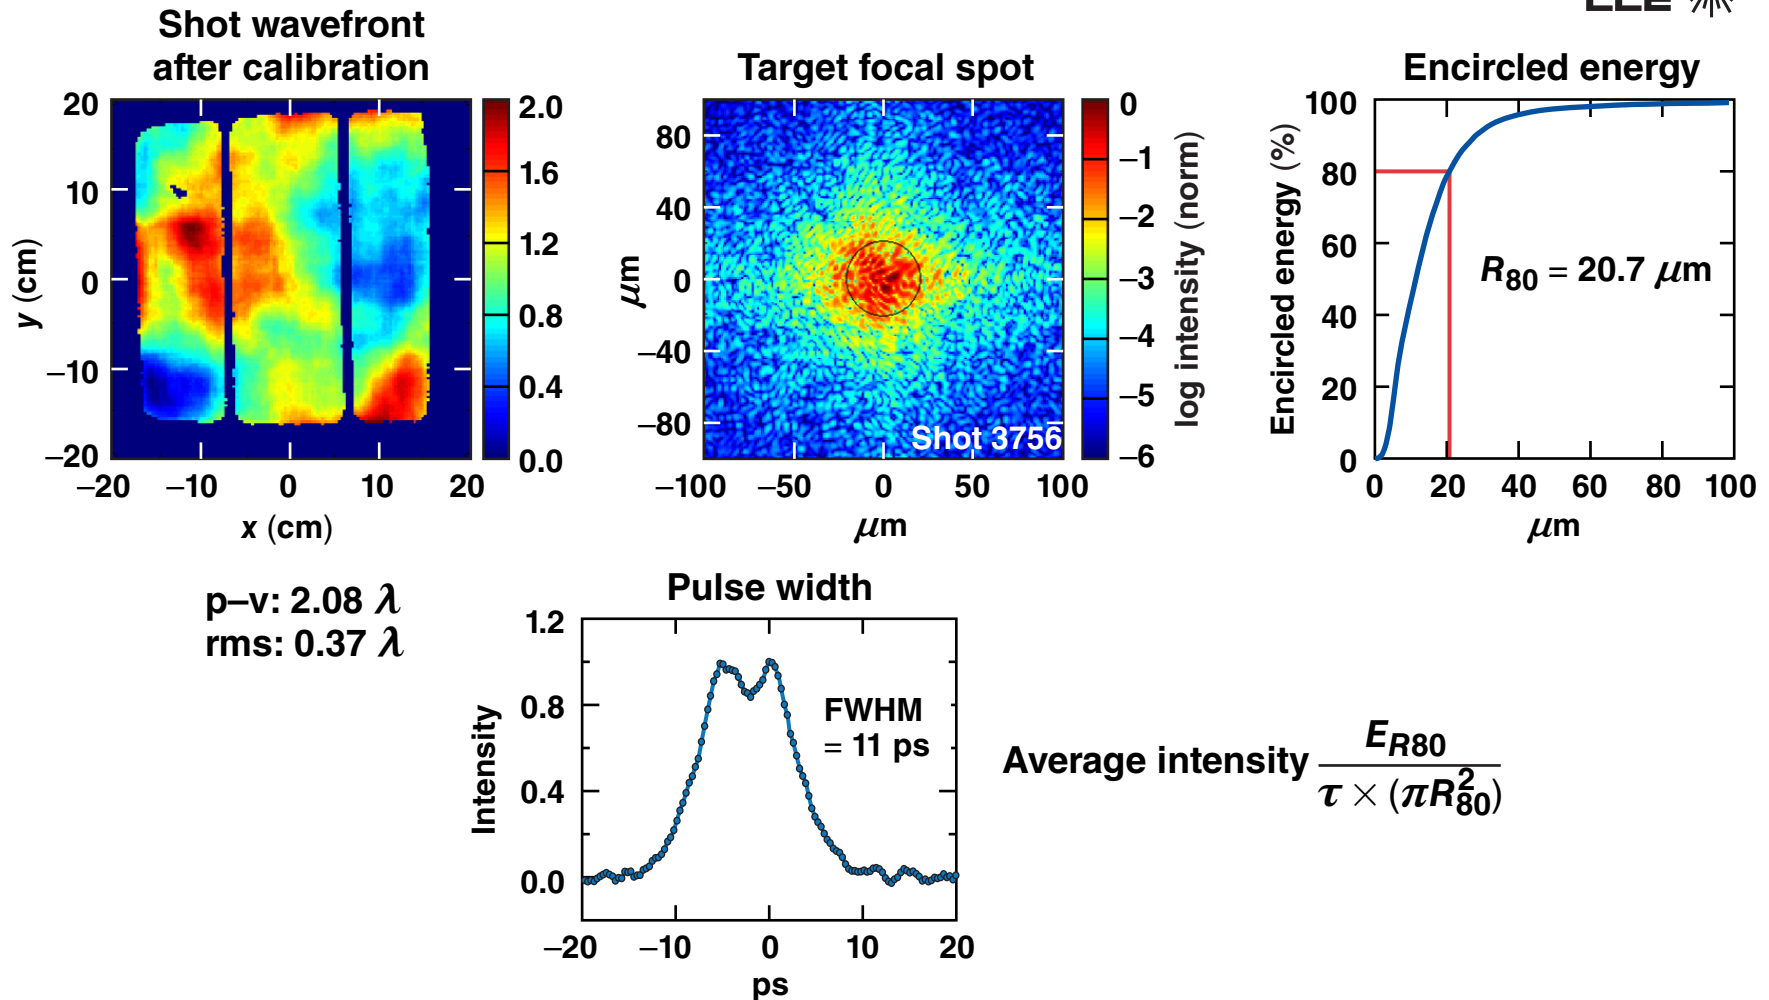 LLE
Shot wavefront
after calibration
20
10
0
−10
−20
y (cm)
−20 −10 0 10 20
x (cm)
2.0
1.6
1.2
0.8
0.4
0.0
p–v: 2.08 λ
rms: 0.37 λ
Target focal spot
80
40
0
−40
−80
μm
Shot 3756
−100 −50 0 50 100
μm
0
−1
−2
−3
−4
−5
−6
log intensity (norm)
Encircled energy
100
80
60
40
20
0
Encircled energy (%)
R80 = 20.7 μm
0 20 40 60 80 100
μm
Pulse width
1.2
0.8
0.4
0.0
Intensity
FWHM
= 11 ps
−20 −10 0 10 20
ps
Average intensity E_R80 / τ × (πR²80)